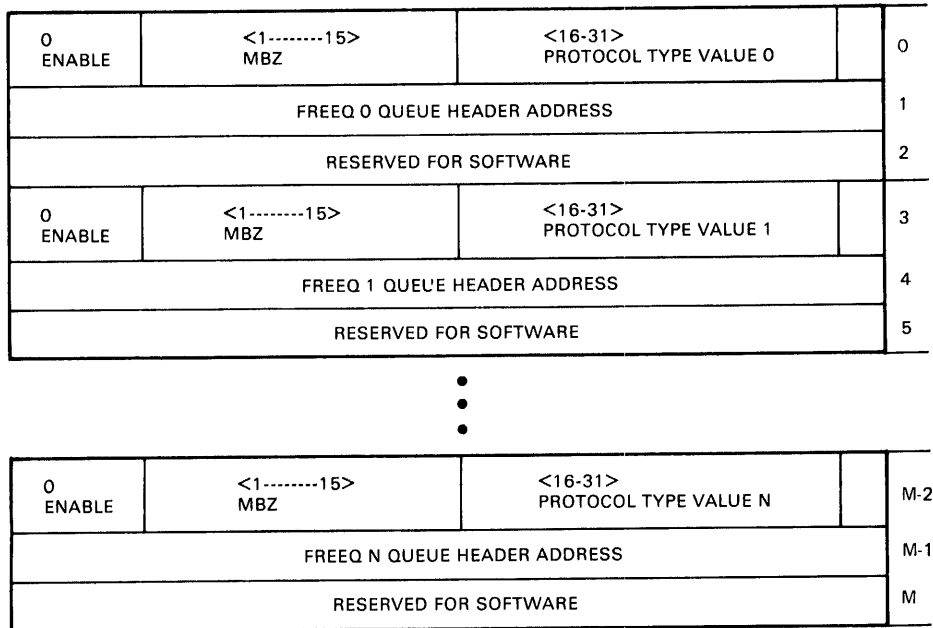 0 <1--------15> <16-31> 0
ENABLE MBZ PROTOCOL TYPE VALUE 0
FREEQ 0 QUEUE HEADER ADDRESS 1
RESERVED FOR SOFTWARE 2
0 <1--------15> <16-31> 3
ENABLE MBZ PROTOCOL TYPE VALUE 1
FREEQ 1 QUEUE HEADER ADDRESS 4
RESERVED FOR SOFTWARE 5
0 <1--------15> <16-31> M-2
ENABLE MBZ PROTOCOL TYPE VALUE N
FREEQ N QUEUE HEADER ADDRESS M-1
RESERVED FOR SOFTWARE M